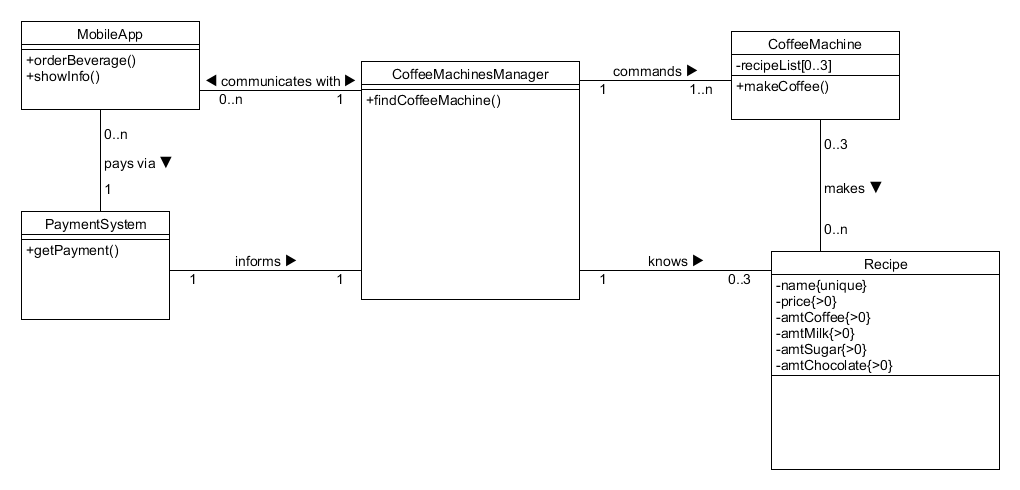 MobileApp
+orderBeverage()
+showInfo()
◀ communicates with ▶
0..n
1
CoffeeMachinesManager
+findCoffeeMachine()
commands ▶
1
1..n
CoffeeMachine
-recipeList[0..3]
+makeCoffee()
0..n
pays via ▼
1
0..3
makes ▼
0..n
PaymentSystem
+getPayment()
informs ▶
1
1
knows ▶
1
0..3
Recipe
-name{unique}
-price{>0}
-amtCoffee{>0}
-amtMilk{>0}
-amtSugar{>0}
-amtChocolate{>0}